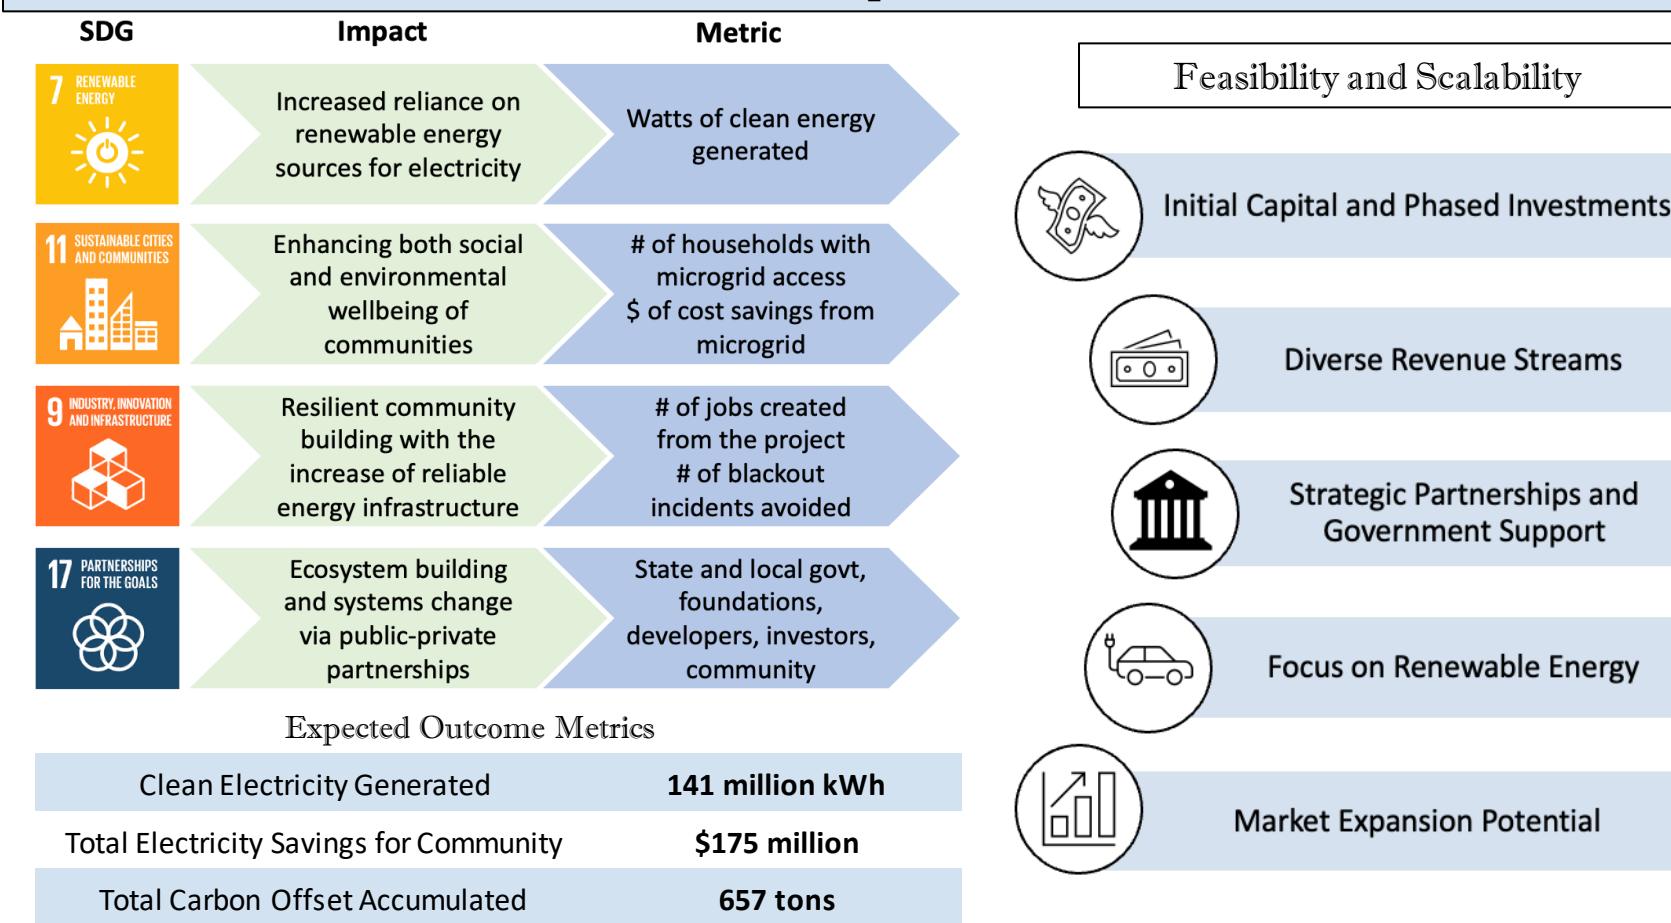 SDG
Impact
Metric
7 RENEWABLE
ENERGY
Increased reliance on
renewable energy
sources for electricity
Watts of clean energy
generated
11 SUSTAINABLE CITIES
AND COMMUNITIES
Enhancing both social
and environmental
wellbeing of
communities
# of households with
microgrid access
$ of cost savings from
microgrid
9 INDUSTRY, INNOVATION
AND INFRASTRUCTURE
Resilient community
building with the
increase of reliable
energy infrastructure
# of jobs created
from the project
# of blackout
incidents avoided
17 PARTNERSHIPS
FOR THE GOALS
Ecosystem building
and systems change
via public-private
partnerships
State and local govt,
foundations,
developers, investors,
community
Expected Outcome Metrics
Clean Electricity Generated
141 million kWh
Total Electricity Savings for Community
$175 million
Total Carbon Offset Accumulated
657 tons
Feasibility and Scalability
Initial Capital and Phased Investments
Diverse Revenue Streams
Strategic Partnerships and
Government Support
Focus on Renewable Energy
Market Expansion Potential